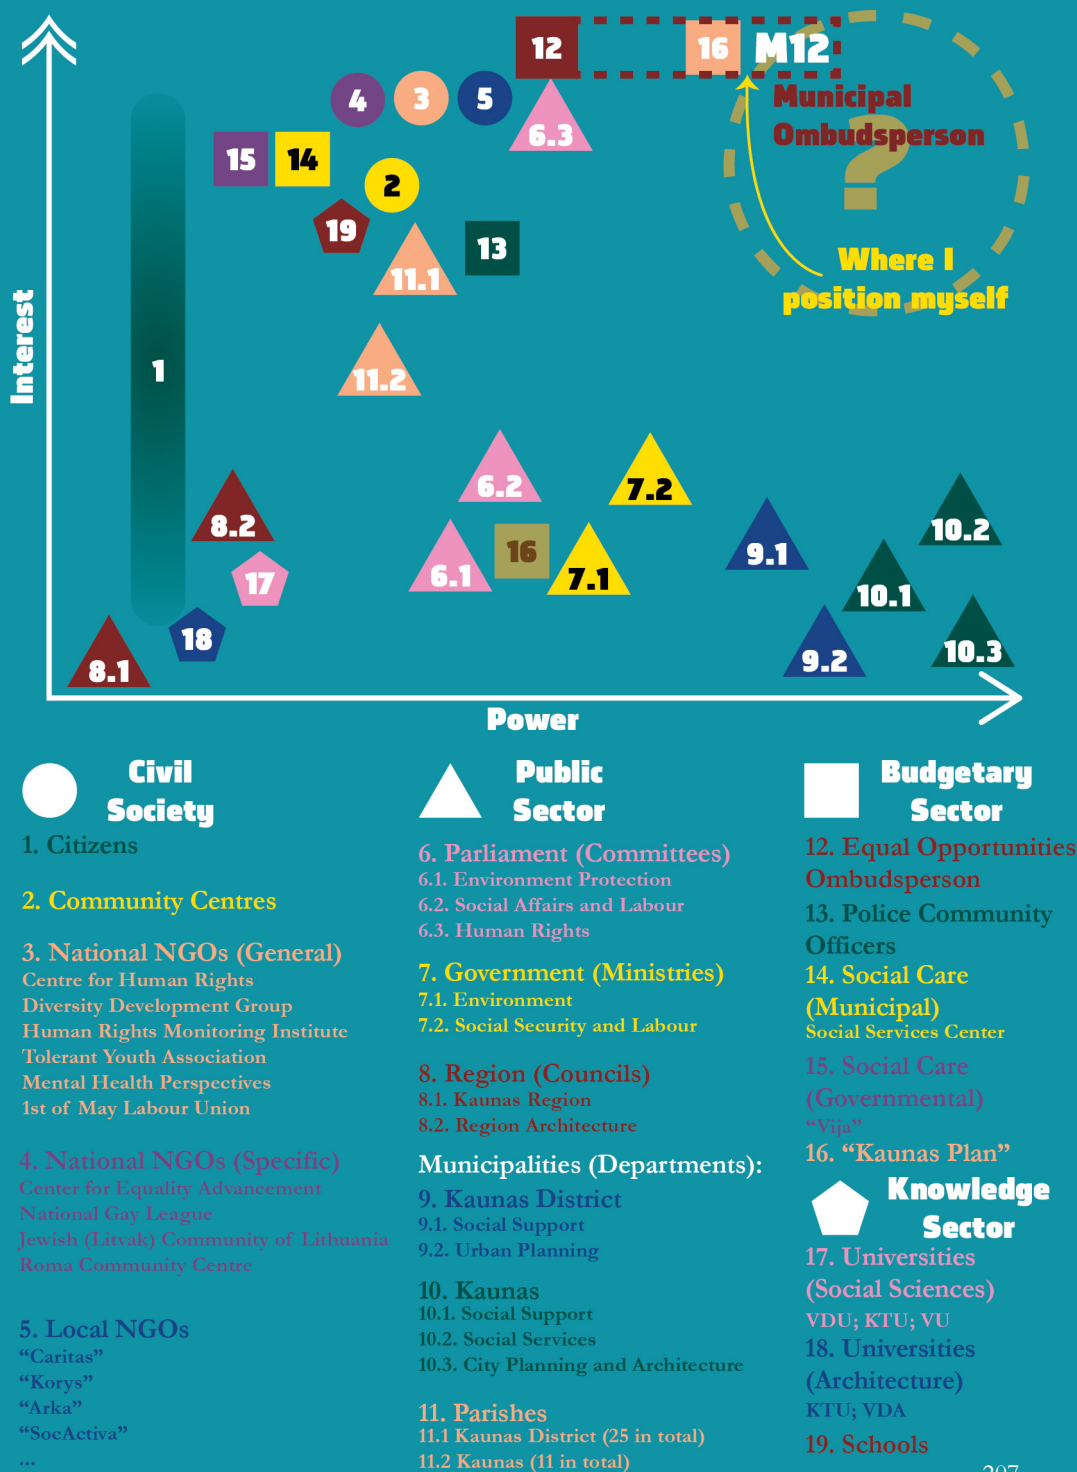 12
16
M12
4
3
5
6.3
Municipal
Ombudsperson
?
15
14
2
19
13
11.1
Where I
position myself
Interest
1
11.2
6.2
7.2
8.2
10.2
6.1
16
7.1
9.1
17
10.1
18
8.1
9.2
10.3
Power
Civil
Society
1. Citizens
2. Community Centres
3. National NGOs (General)
Centre for Human Rights
Diversity Development Group
Human Rights Monitoring Institute
Tolerant Youth Association
Mental Health Perspectives
1st of May Labour Union
4. National NGOs (Specific)
Center for Equality Advancement
National Gay League
Jewish (Litvak) Community of Lithuania
Roma Community Centre
5. Local NGOs
“Caritas”
“Korys”
“Arka”
“SocActiva”
...
Public
Sector
6. Parliament (Committees)
6.1. Environment Protection
6.2. Social Affairs and Labour
6.3. Human Rights
7. Government (Ministries)
7.1. Environment
7.2. Social Security and Labour
8. Region (Councils)
8.1. Kaunas Region
8.2. Region Architecture
Municipalities (Departments):
9. Kaunas District
9.1. Social Support
9.2. Urban Planning
10. Kaunas
10.1. Social Support
10.2. Social Services
10.3. City Planning and Architecture
11. Parishes
11.1 Kaunas District (25 in total)
11.2 Kaunas (11 in total)
Budgetary
Sector
12. Equal Opportunities
Ombudsperson
13. Police Community
Officers
14. Social Care
(Municipal)
Social Services Center
15. Social Care
(Governmental)
“Vija”
16. “Kaunas Plan”
Knowledge
Sector
17. Universities
(Social Sciences)
VDU; KTU; VU
18. Universities
(Architecture)
KTU; VDA
19. Schools